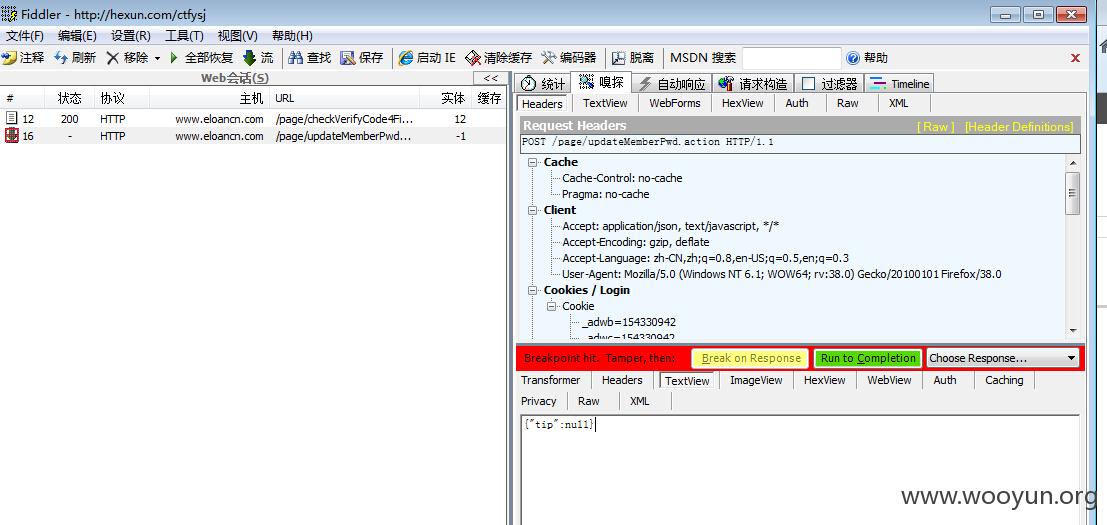 Fiddler - http://hexun.com/ctfysj
文件(F) 编辑(E) 设置(R) 工具(T) 视图(V) 帮助(H)
注释 刷新 移除 全部恢复 流 查找 保存 启动 IE 清除缓存 编码器 脱离 MSDN 搜索 帮助
Web会话(S) <<
统计 嗅探 自动响应 请求构造 过滤器 Timeline
# 状态 协议 主机 URL 实体 缓存
12 200 HTTP www.eloancn.com /page/checkVerifyCode4Fi... 12
16 - HTTP www.eloancn.com /page/updateMemberPwd... -1
Headers TextView WebForms HexView Auth Raw XML
Request Headers [ Raw ] [Header Definitions]
POST /page/updateMemberPwd.action HTTP/1.1
Cache
Cache-Control: no-cache
Pragma: no-cache
Client
Accept: application/json, text/javascript, */*
Accept-Encoding: gzip, deflate
Accept-Language: zh-CN,zh;q=0.8,en-US;q=0.5,en;q=0.3
User-Agent: Mozilla/5.0 (Windows NT 6.1; WOW64; rv:38.0) Gecko/20100101 Firefox/38.0
Cookies / Login
Cookie
_adwb=154330942
_adwc=154330942
Breakpoint hit. Tamper, then: Break on Response Run to Completion Choose Response...
Transformer Headers TextView ImageView HexView WebView Auth Caching
Privacy Raw XML
{"tip":null}
www.wooyun.org